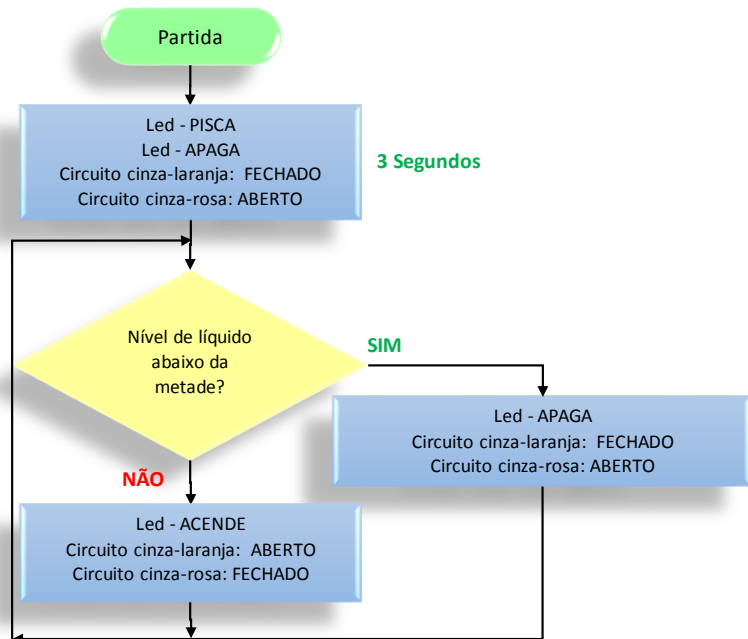 Partida
Led - PISCA
Led - APAGA
Circuito cinza-laranja: FECHADO
Circuito cinza-rosa: ABERTO
3 Segundos
Nível de líquido
abaixo da
metade?
SIM
Led - APAGA
Circuito cinza-laranja: FECHADO
Circuito cinza-rosa: ABERTO
NÃO
Led - ACENDE
Circuito cinza-laranja: ABERTO
Circuito cinza-rosa: FECHADO